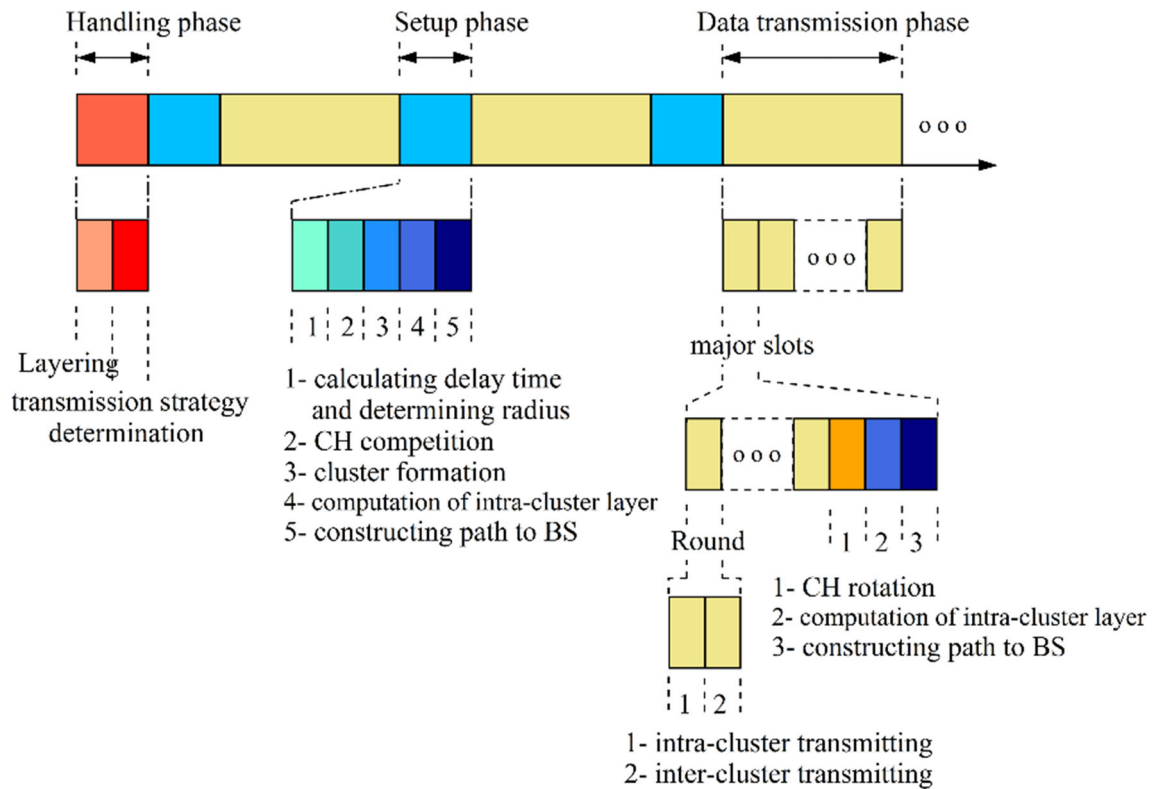 Handling phase
Setup phase
Data transmission phase
o o o
o o o
1 2 3 4 5
Layering
transmission strategy
determination
1- calculating delay time
and determining radius
2- CH competition
3- cluster formation
4- computation of intra-cluster layer
5- constructing path to BS
major slots
o o o
Round
1 2 3
1- CH rotation
2- computation of intra-cluster layer
3- constructing path to BS
1 2
1- intra-cluster transmitting
2- inter-cluster transmitting